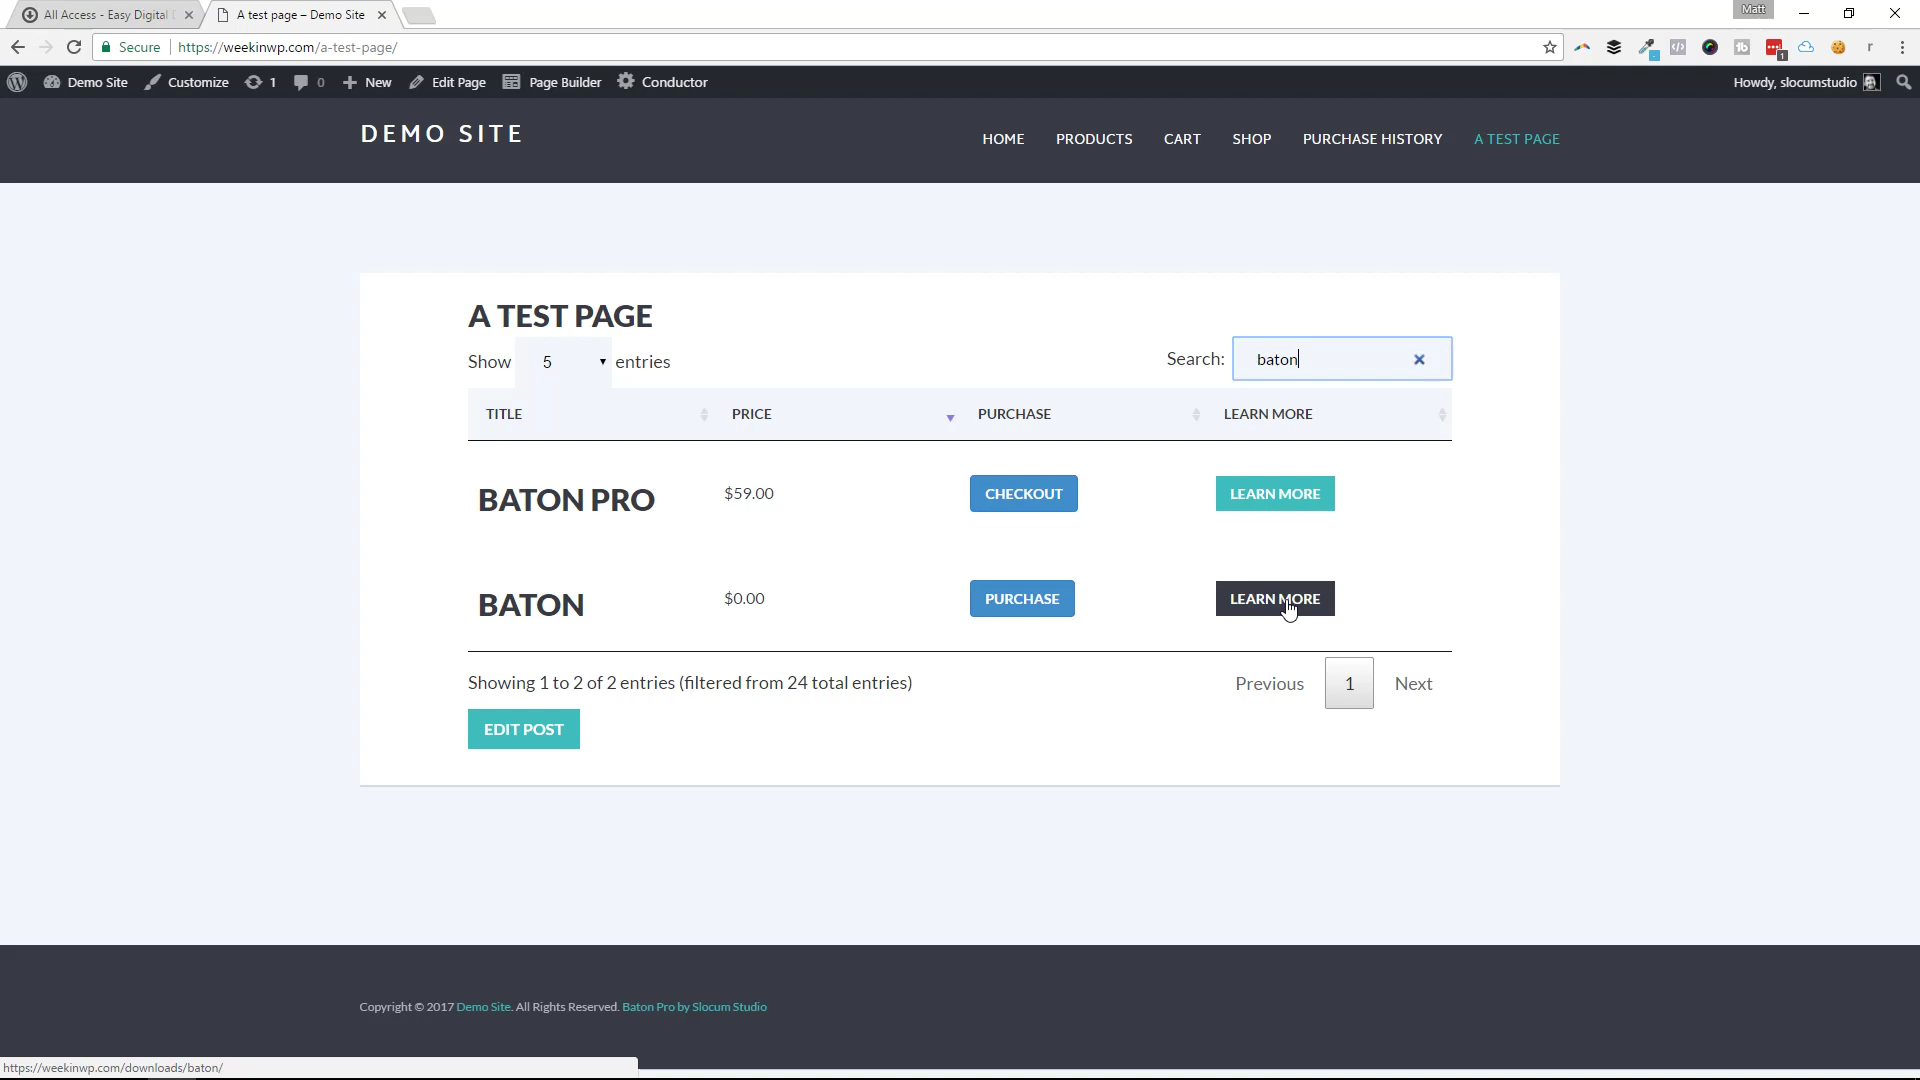 All Access - Easy Digital
A test page – Demo Site
Matt
Secure https://weekinwp.com/a-test-page/
1
Demo Site Customize 1 0 New Edit Page Page Builder Conductor Howdy, slocumstudio
DEMO SITE
HOME PRODUCTS CART SHOP PURCHASE HISTORY A TEST PAGE
A TEST PAGE
Show 5 entries Search: baton
TITLE PRICE PURCHASE LEARN MORE
BATON PRO $59.00 CHECKOUT LEARN MORE
BATON $0.00 PURCHASE LEARN MORE
Showing 1 to 2 of 2 entries (filtered from 24 total entries) Previous 1 Next
EDIT POST
Copyright © 2017 Demo Site. All Rights Reserved. Baton Pro by Slocum Studio
https://weekinwp.com/downloads/baton/